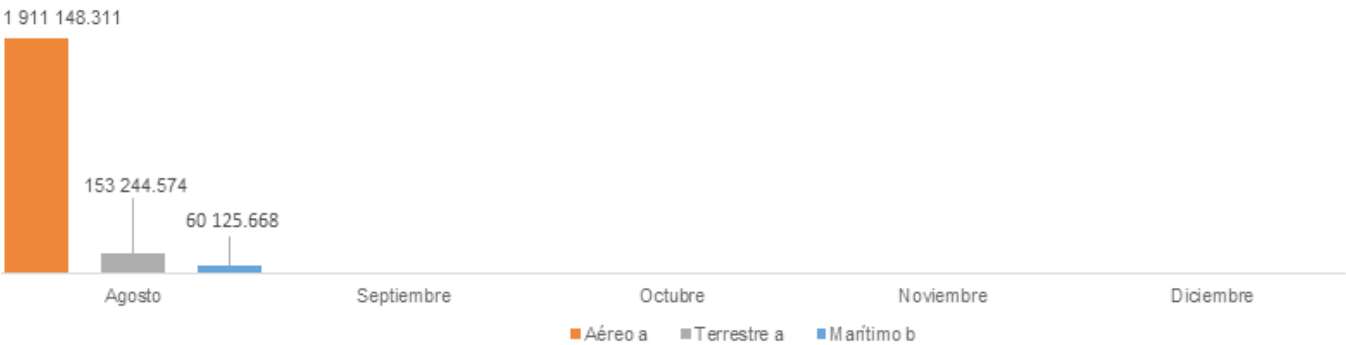 1 911 148.311
153 244.574
60 125.668
Agosto Septiembre Octubre Noviembre Diciembre
Aéreo a Terrestre a Marítimo b